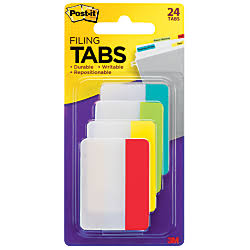 Post-it
24
TABS
FILING
TABS
• Durable • Writable
• Repositionable
3M